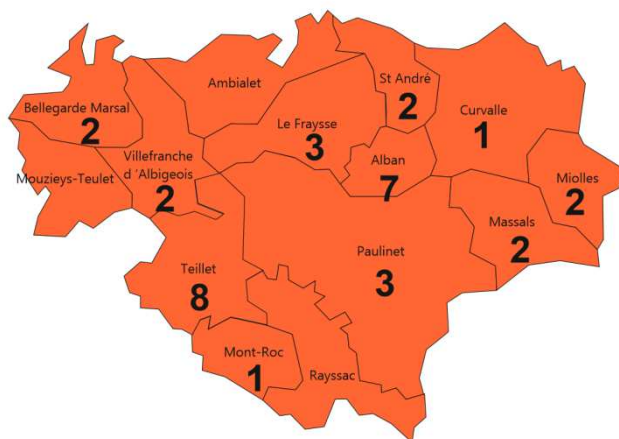 Ambialet
St André
2
Bellegarde Marsal
2
Curvalle
1
Le Fraysse
3
Villefranche
d 'Albigeois
2
Alban
7
Mouzieys-Teulet
Miolles
2
Massals
2
Paulinet
3
Teillet
8
Mont-Roc
1
Rayssac